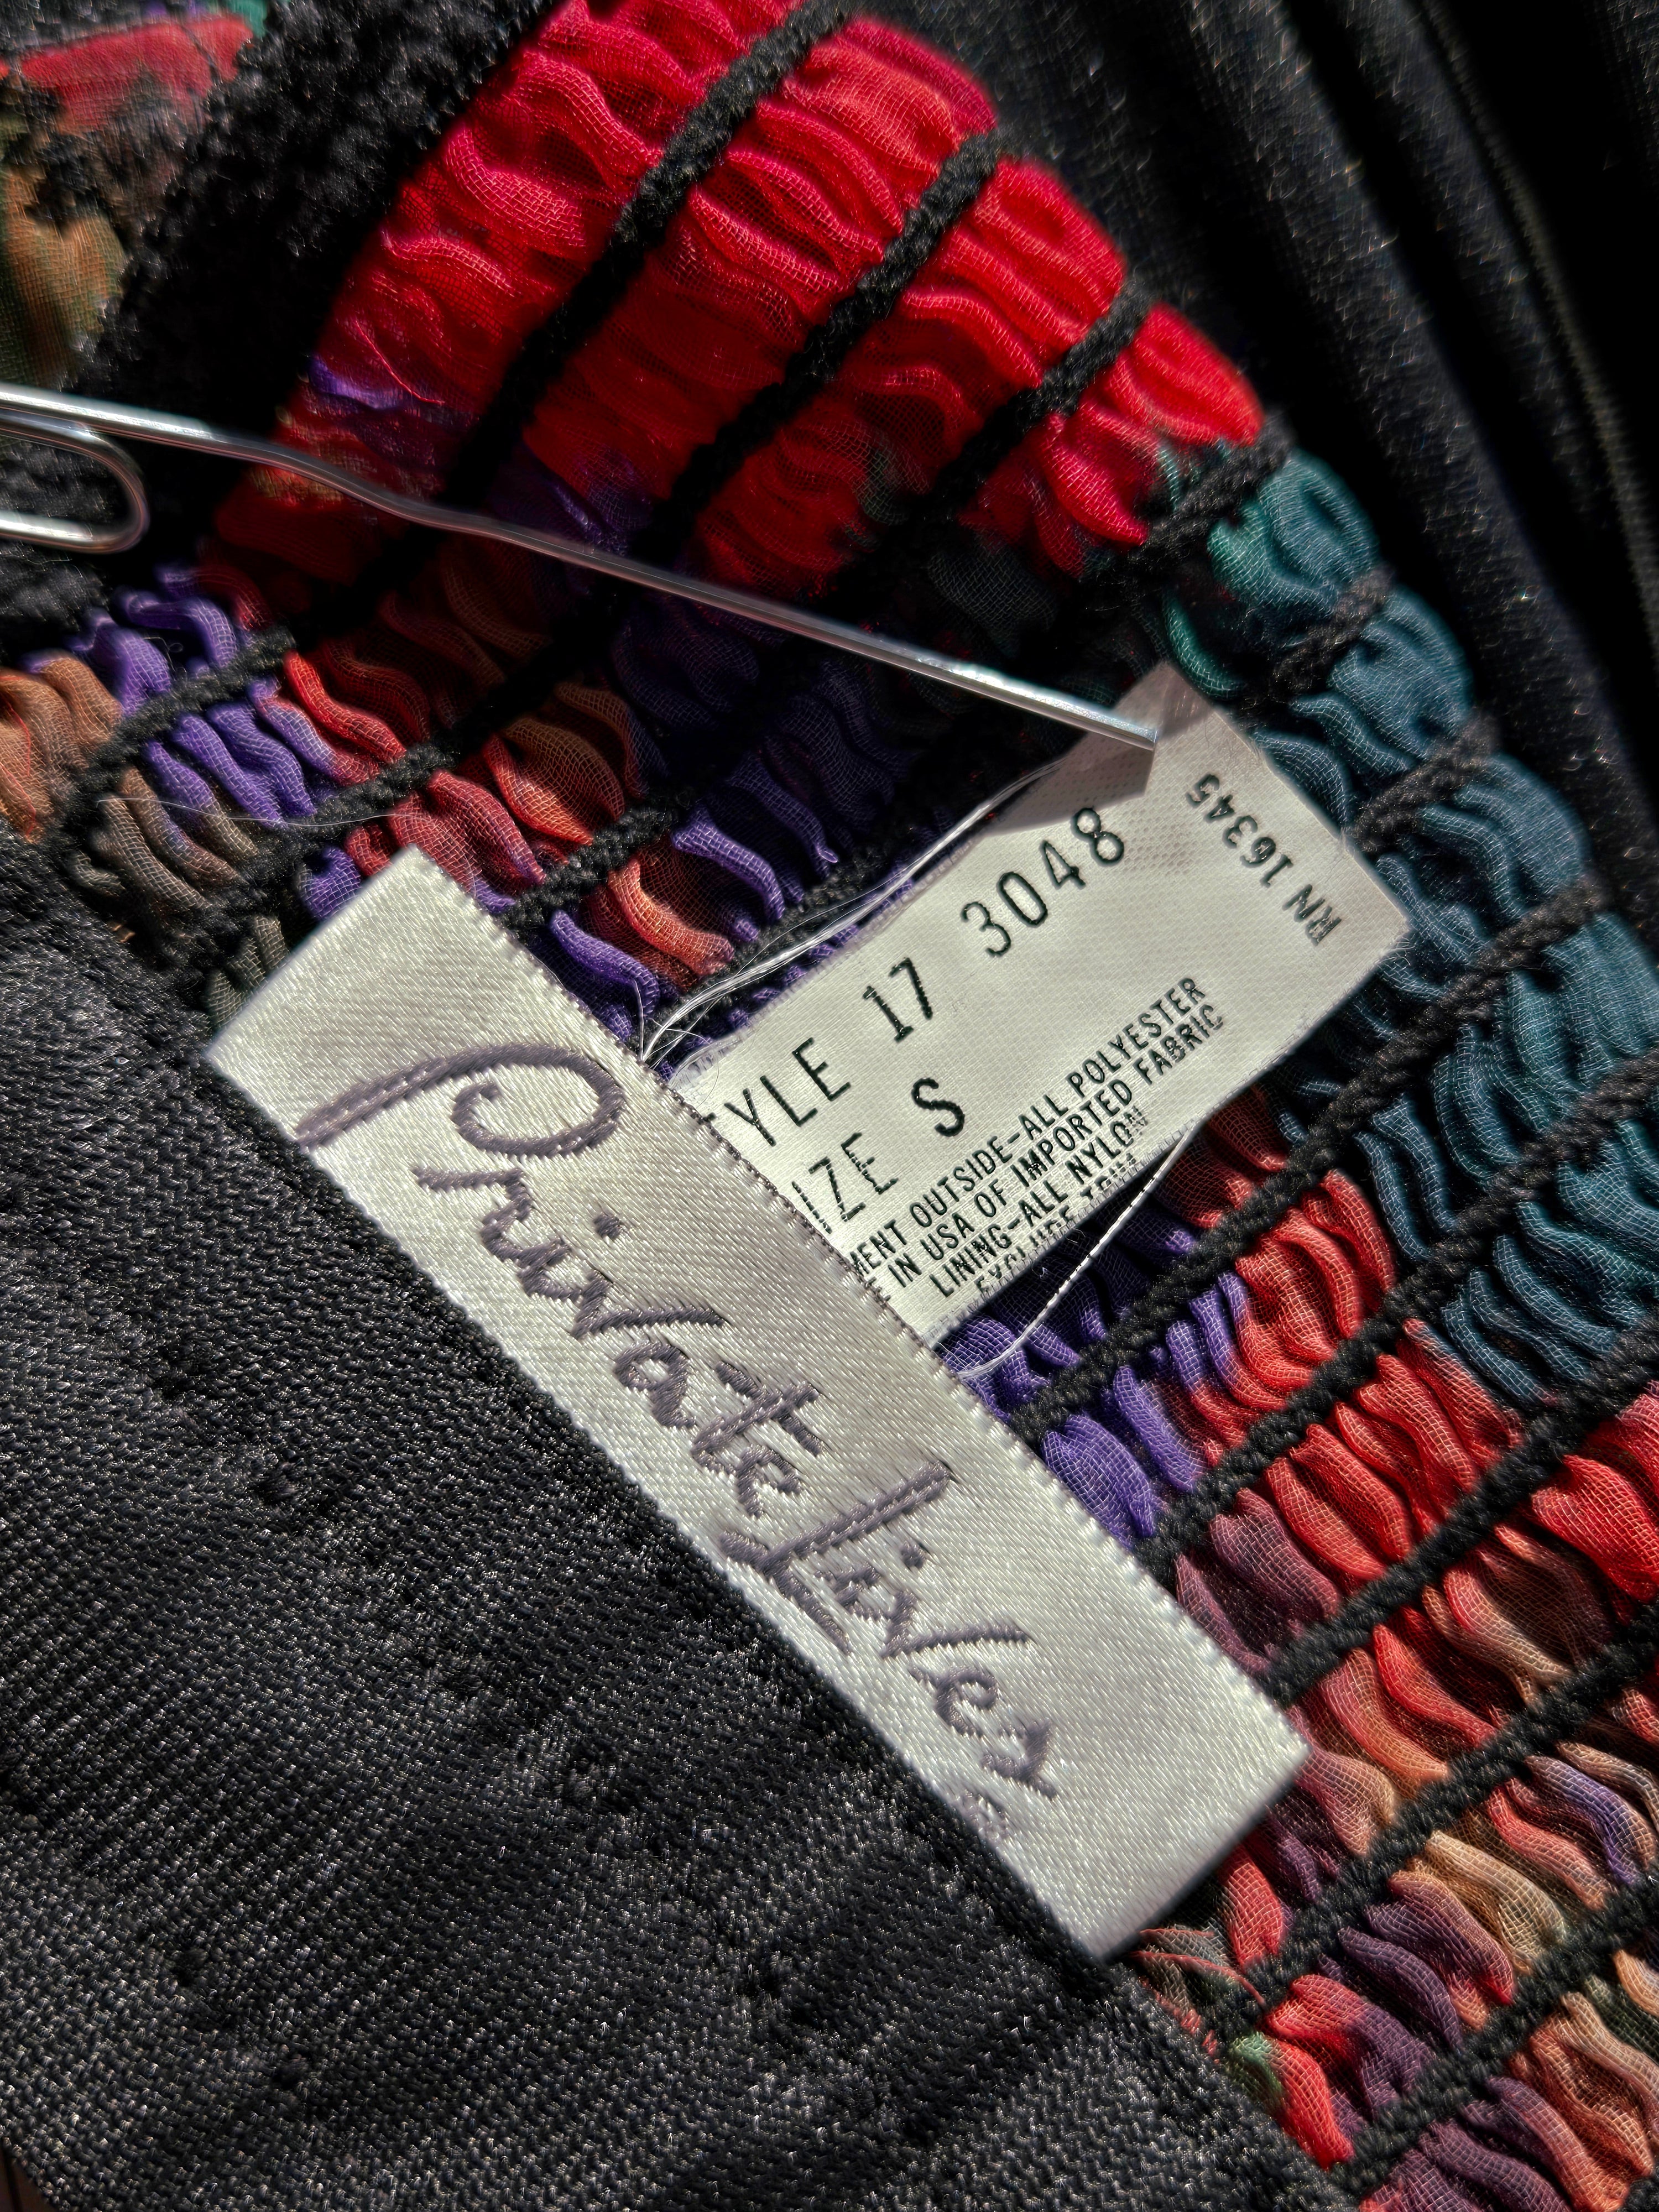 Private Lives
®
TYLE 17 3048
IZE S
MENT OUTSIDE-ALL POLYESTER
E IN USA OF IMPORTED FABRIC
LINING-ALL NYLON
RN 16345